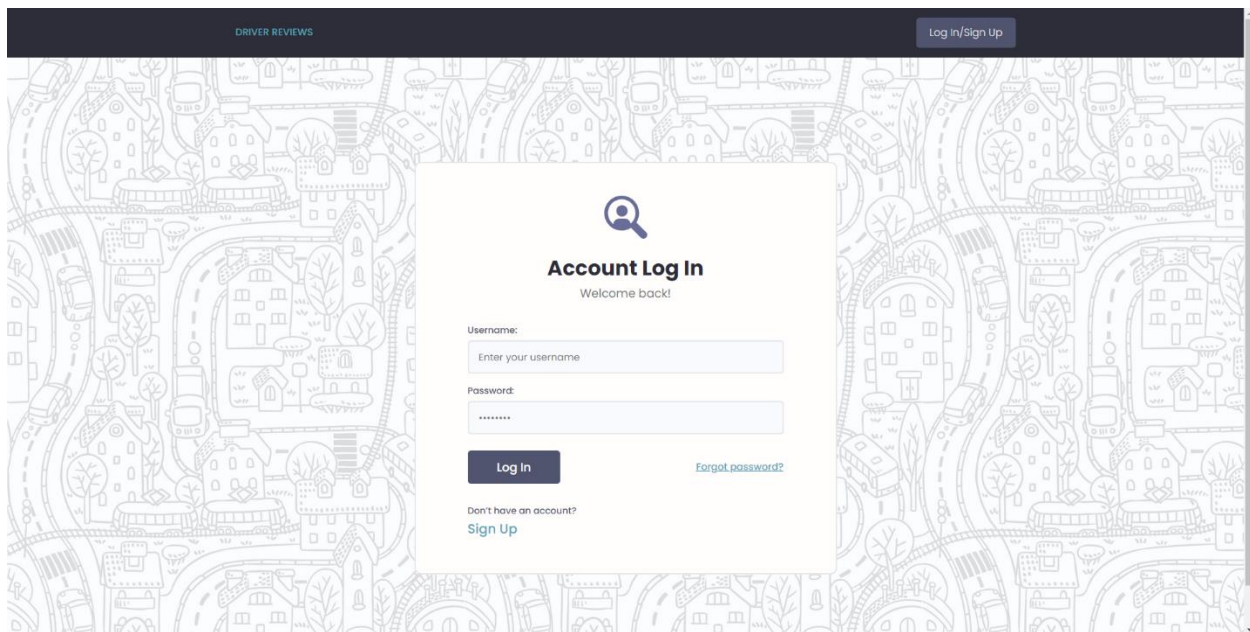 DRIVER REVIEWS
Log In/Sign Up
Account Log In
Welcome back!
Username:
Enter your username
Password:
••••••••
Log In
Forgot password?
Don't have an account?
Sign Up